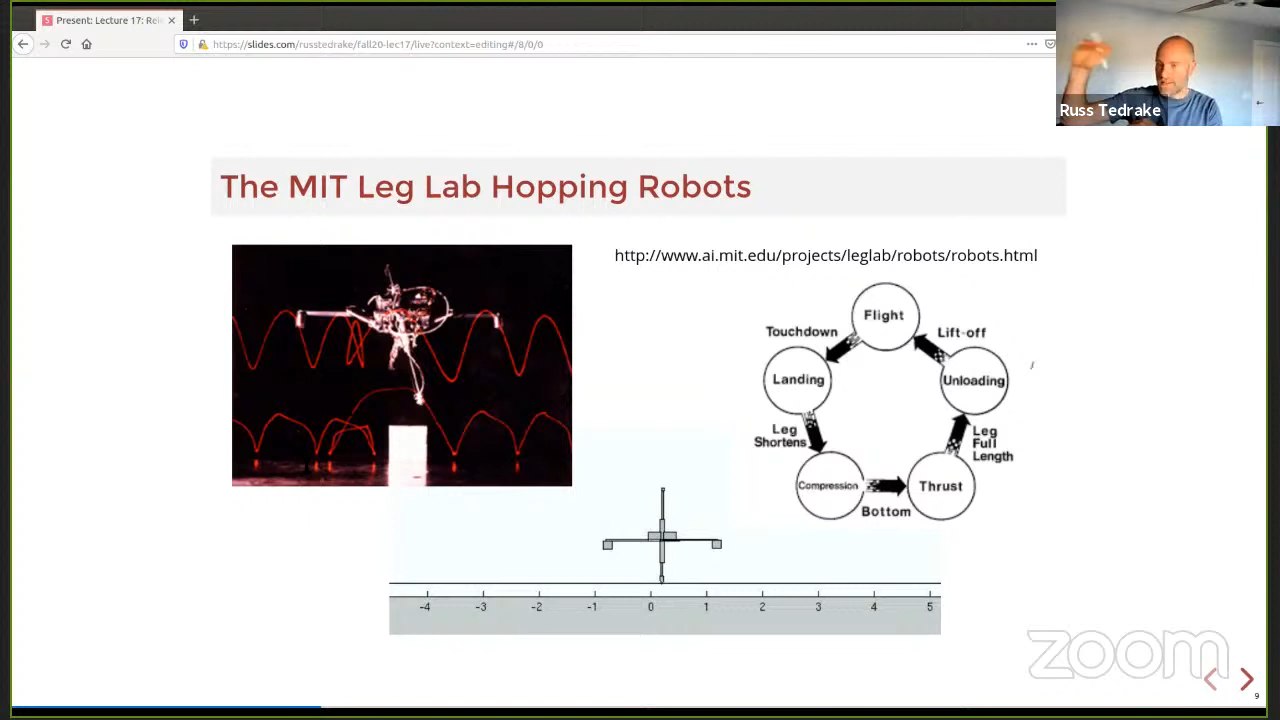 Present: Lecture 17: Rei
https://slides.com/russtedrake/fall20-lec17/live?context=editing#/8/0/0
Russ Tedrake
The MIT Leg Lab Hopping Robots
http://www.ai.mit.edu/projects/leglab/robots/robots.html
Flight
Touchdown
Lift-off
Landing
Unloading
Leg
Shortens
Leg
Full
Length
Compression
Thrust
Bottom
-4 -3 -2 -1 0 1 2 3 4 5
zoom
9